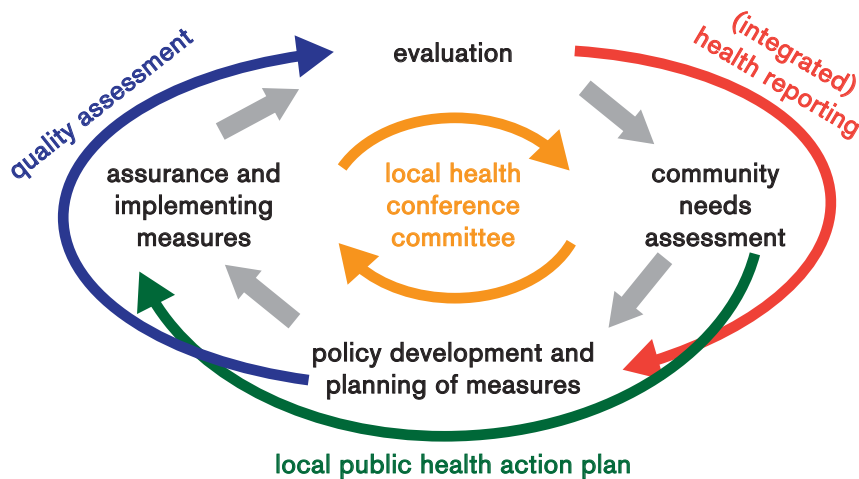 evaluation
(integrated)
health reporting
quality assessment
assurance and
implementing
measures
local health
conference
committee
community
needs
assessment
policy development and
planning of measures
local public health action plan